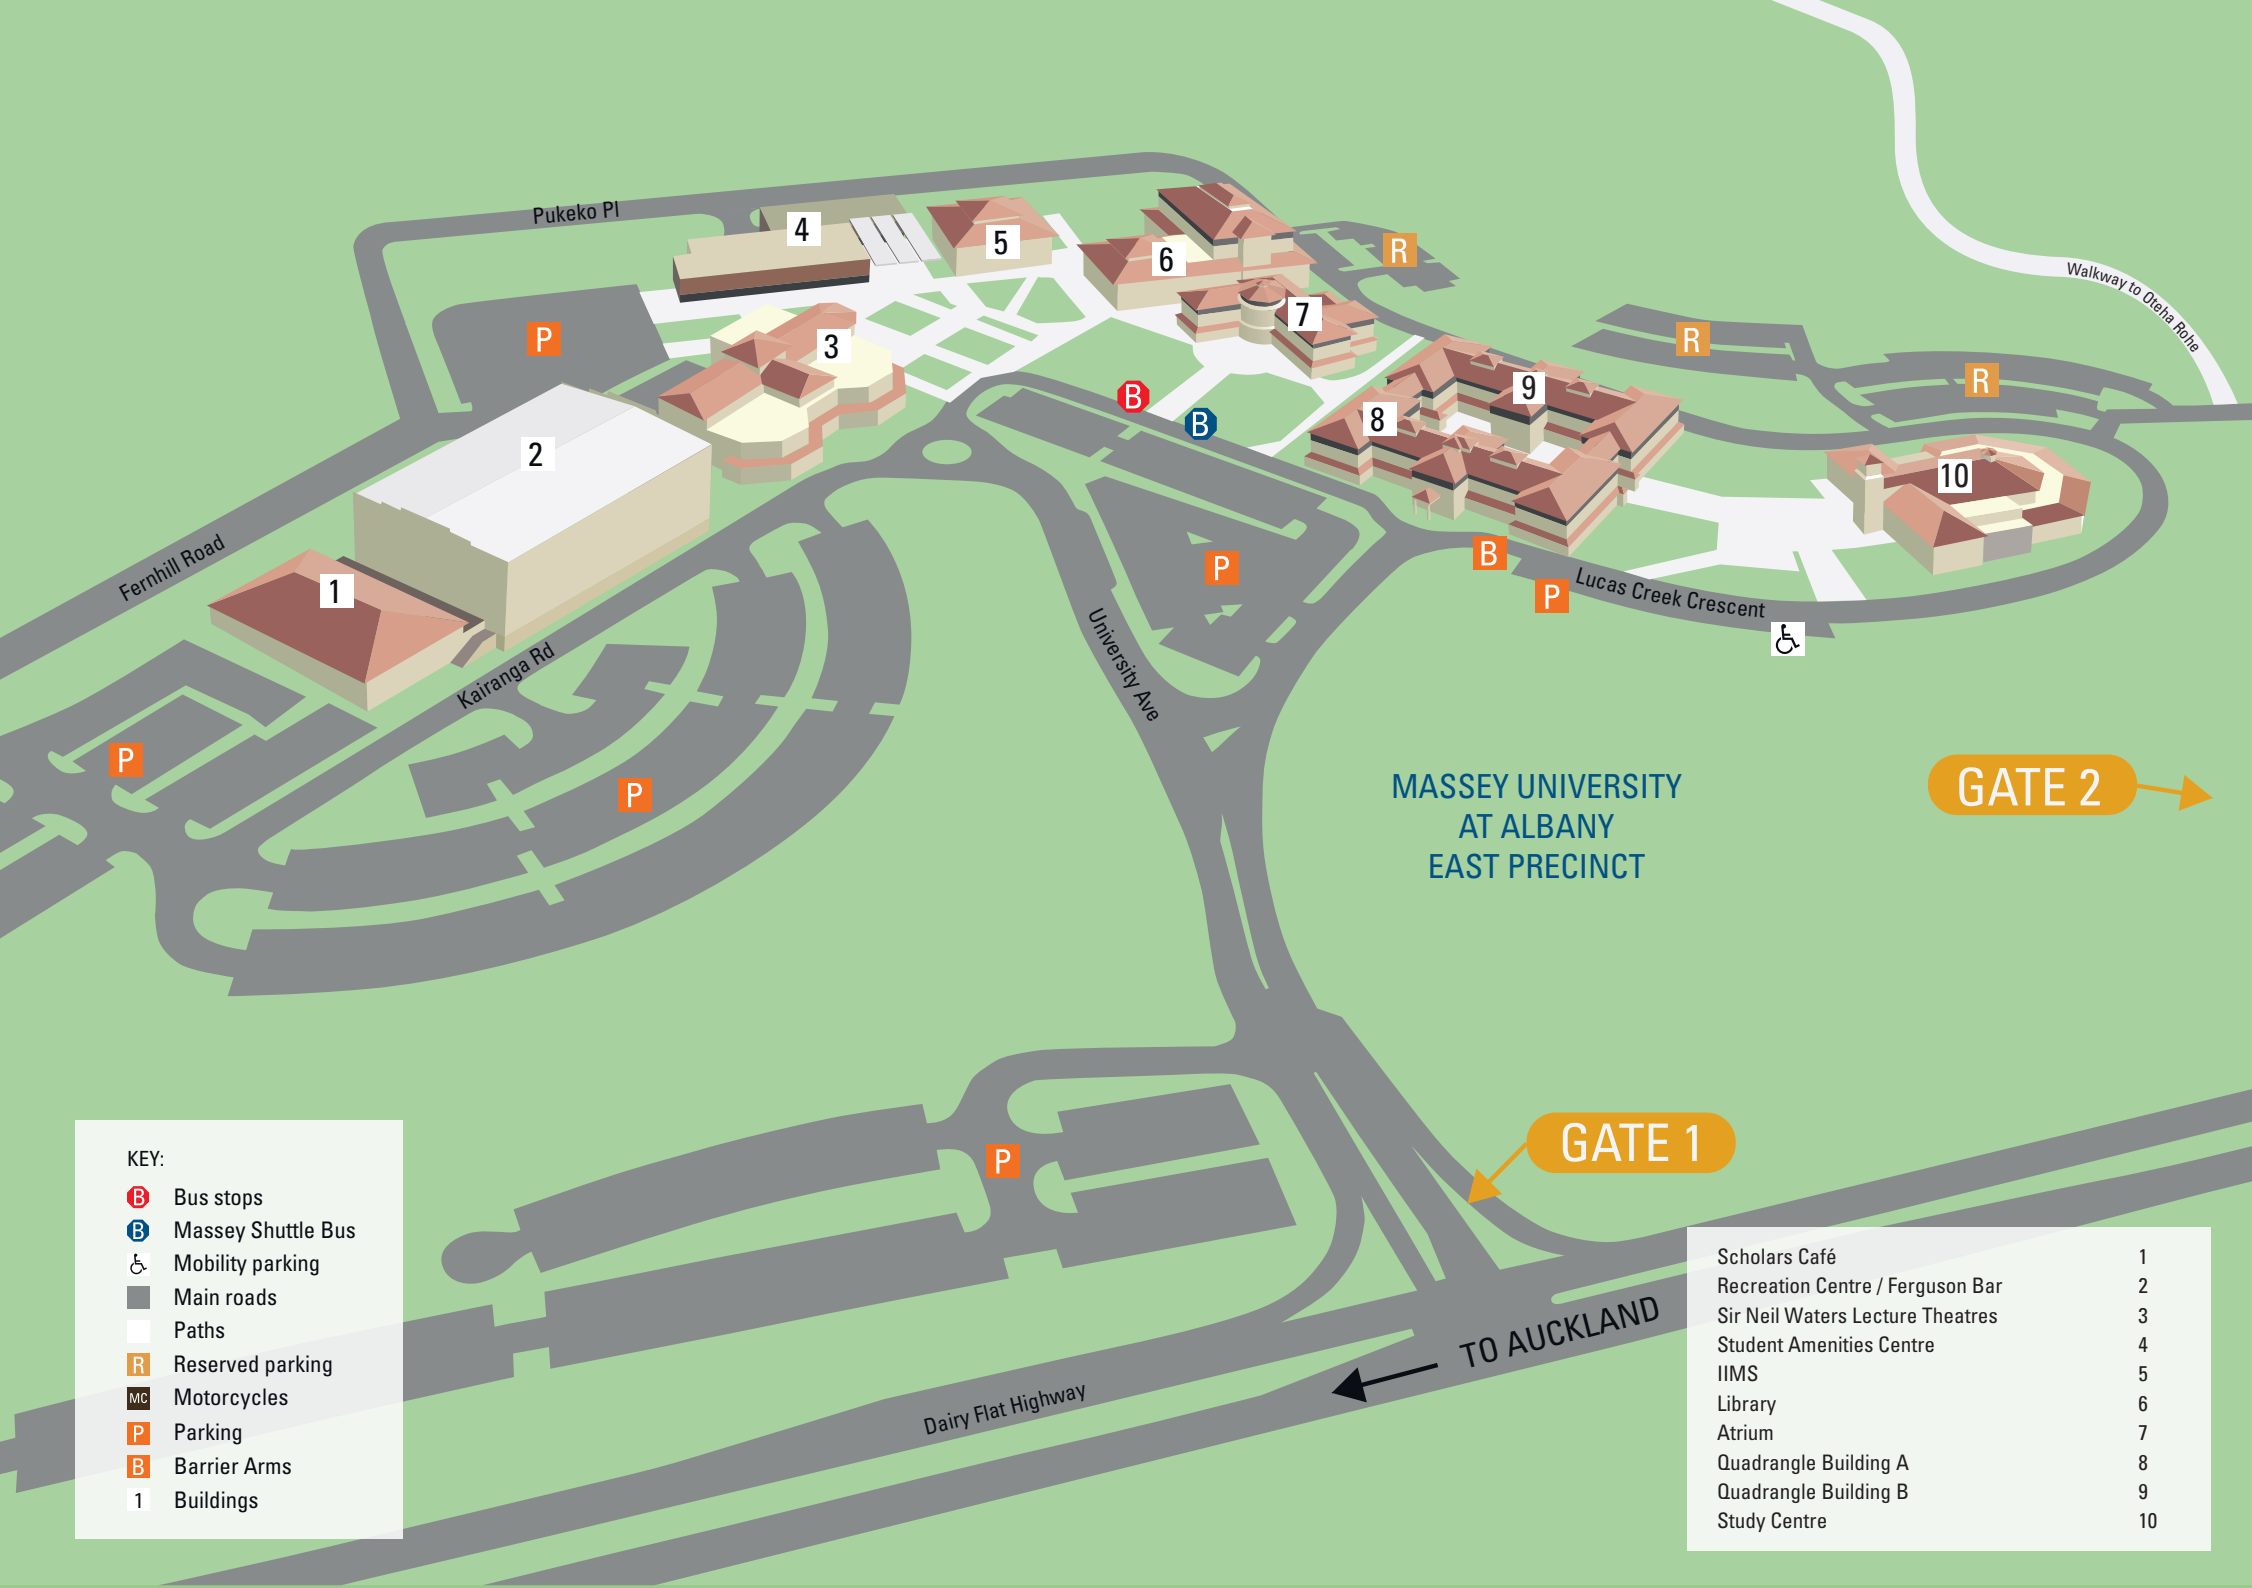 Pukeko Pl
4
5
6
R
7
Walkway to Oteha Rohe
P
3
R
R
B
9
B
8
2
10
Fernhill Road
1
B
P
P
Lucas Creek Crescent
University Ave
Kairanga Rd
P
P
MASSEY UNIVERSITY
AT ALBANY
EAST PRECINCT
GATE 2
GATE 1
P
TO AUCKLAND
Dairy Flat Highway
KEY:
B Bus stops
B Massey Shuttle Bus
Mobility parking
Main roads
Paths
R Reserved parking
MC Motorcycles
P Parking
B Barrier Arms
1 Buildings
Scholars Café 1
Recreation Centre / Ferguson Bar 2
Sir Neil Waters Lecture Theatres 3
Student Amenities Centre 4
IIMS 5
Library 6
Atrium 7
Quadrangle Building A 8
Quadrangle Building B 9
Study Centre 10